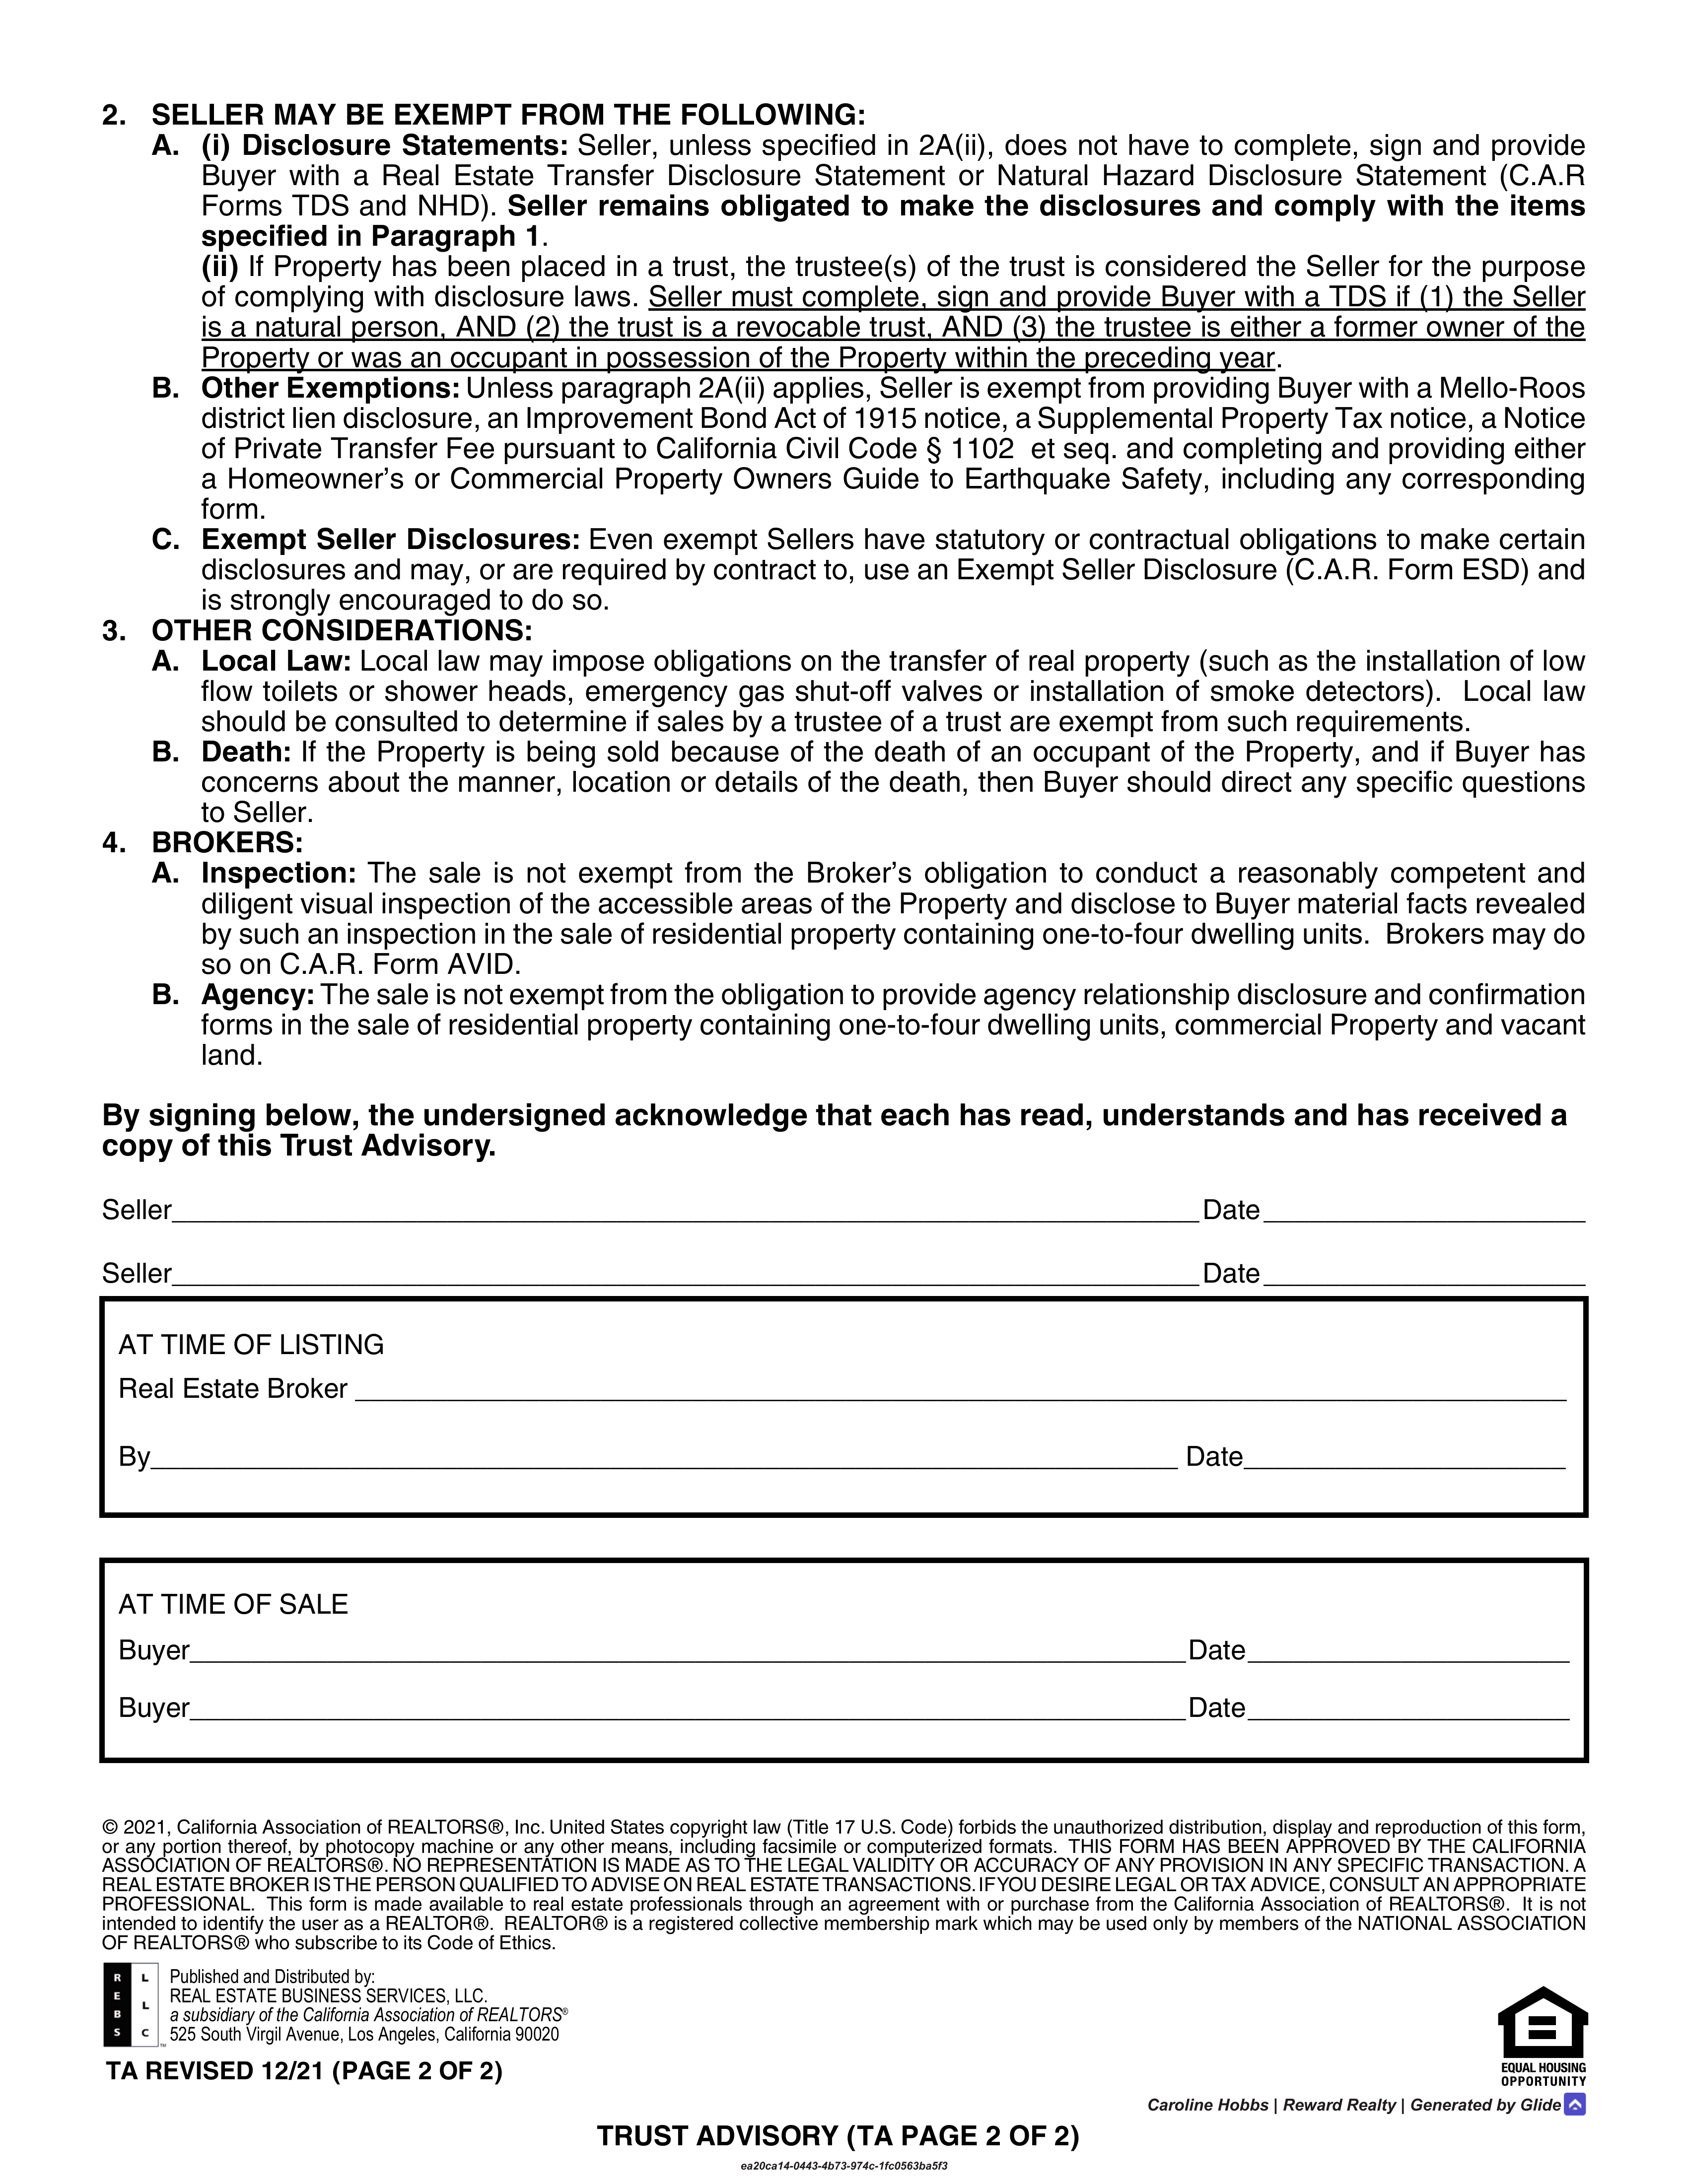 2. SELLER MAY BE EXEMPT FROM THE FOLLOWING:
A. (i) Disclosure Statements: Seller, unless specified in 2A(ii), does not have to complete, sign and provide
Buyer with a Real Estate Transfer Disclosure Statement or Natural Hazard Disclosure Statement (C.A.R
Forms TDS and NHD). Seller remains obligated to make the disclosures and comply with the items
specified in Paragraph 1.
(ii) If Property has been placed in a trust, the trustee(s) of the trust is considered the Seller for the purpose
of complying with disclosure laws. Seller must complete, sign and provide Buyer with a TDS if (1) the Seller
is a natural person, AND (2) the trust is a revocable trust, AND (3) the trustee is either a former owner of the
Property or was an occupant in possession of the Property within the preceding year.
B. Other Exemptions: Unless paragraph 2A(ii) applies, Seller is exempt from providing Buyer with a Mello-Roos
district lien disclosure, an Improvement Bond Act of 1915 notice, a Supplemental Property Tax notice, a Notice
of Private Transfer Fee pursuant to California Civil Code § 1102 et seq. and completing and providing either
a Homeowner's or Commercial Property Owners Guide to Earthquake Safety, including any corresponding
form.
C. Exempt Seller Disclosures: Even exempt Sellers have statutory or contractual obligations to make certain
disclosures and may, or are required by contract to, use an Exempt Seller Disclosure (C.A.R. Form ESD) and
is strongly encouraged to do so.
3. OTHER CONSIDERATIONS:
A. Local Law: Local law may impose obligations on the transfer of real property (such as the installation of low
flow toilets or shower heads, emergency gas shut-off valves or installation of smoke detectors). Local law
should be consulted to determine if sales by a trustee of a trust are exempt from such requirements.
B. Death: If the Property is being sold because of the death of an occupant of the Property, and if Buyer has
concerns about the manner, location or details of the death, then Buyer should direct any specific questions
to Seller.
4. BROKERS:
A. Inspection: The sale is not exempt from the Broker's obligation to conduct a reasonably competent and
diligent visual inspection of the accessible areas of the Property and disclose to Buyer material facts revealed
by such an inspection in the sale of residential property containing one-to-four dwelling units. Brokers may do
so on C.A.R. Form AVID.
B. Agency: The sale is not exempt from the obligation to provide agency relationship disclosure and confirmation
forms in the sale of residential property containing one-to-four dwelling units, commercial Property and vacant
land.
By signing below, the undersigned acknowledge that each has read, understands and has received a
copy of this Trust Advisory.
Seller Date
Seller Date
AT TIME OF LISTING
Real Estate Broker
By Date
AT TIME OF SALE
Buyer Date
Buyer Date
© 2021, California Association of REALTORS®, Inc. United States copyright law (Title 17 U.S. Code) forbids the unauthorized distribution, display and reproduction of this form,
or any portion thereof, by photocopy machine or any other means, including facsimile or computerized formats. THIS FORM HAS BEEN APPROVED BY THE CALIFORNIA
ASSOCIATION OF REALTORS®. NO REPRESENTATION IS MADE AS TO THE LEGAL VALIDITY OR ACCURACY OF ANY PROVISION IN ANY SPECIFIC TRANSACTION. A
REAL ESTATE BROKER IS THE PERSON QUALIFIED TO ADVISE ON REAL ESTATE TRANSACTIONS. IF YOU DESIRE LEGAL OR TAX ADVICE, CONSULT AN APPROPRIATE
PROFESSIONAL. This form is made available to real estate professionals through an agreement with or purchase from the California Association of REALTORS®. It is not
intended to identify the user as a REALTOR®. REALTOR® is a registered collective membership mark which may be used only by members of the NATIONAL ASSOCIATION
OF REALTORS® who subscribe to its Code of Ethics.
REBS LLC™
Published and Distributed by:
REAL ESTATE BUSINESS SERVICES, LLC.
a subsidiary of the California Association of REALTORS®
525 South Virgil Avenue, Los Angeles, California 90020
TA REVISED 12/21 (PAGE 2 OF 2)
EQUAL HOUSING
OPPORTUNITY
Caroline Hobbs | Reward Realty | Generated by Glide
TRUST ADVISORY (TA PAGE 2 OF 2)
ea20ca14-0443-4b73-974c-1fc0563ba5f3